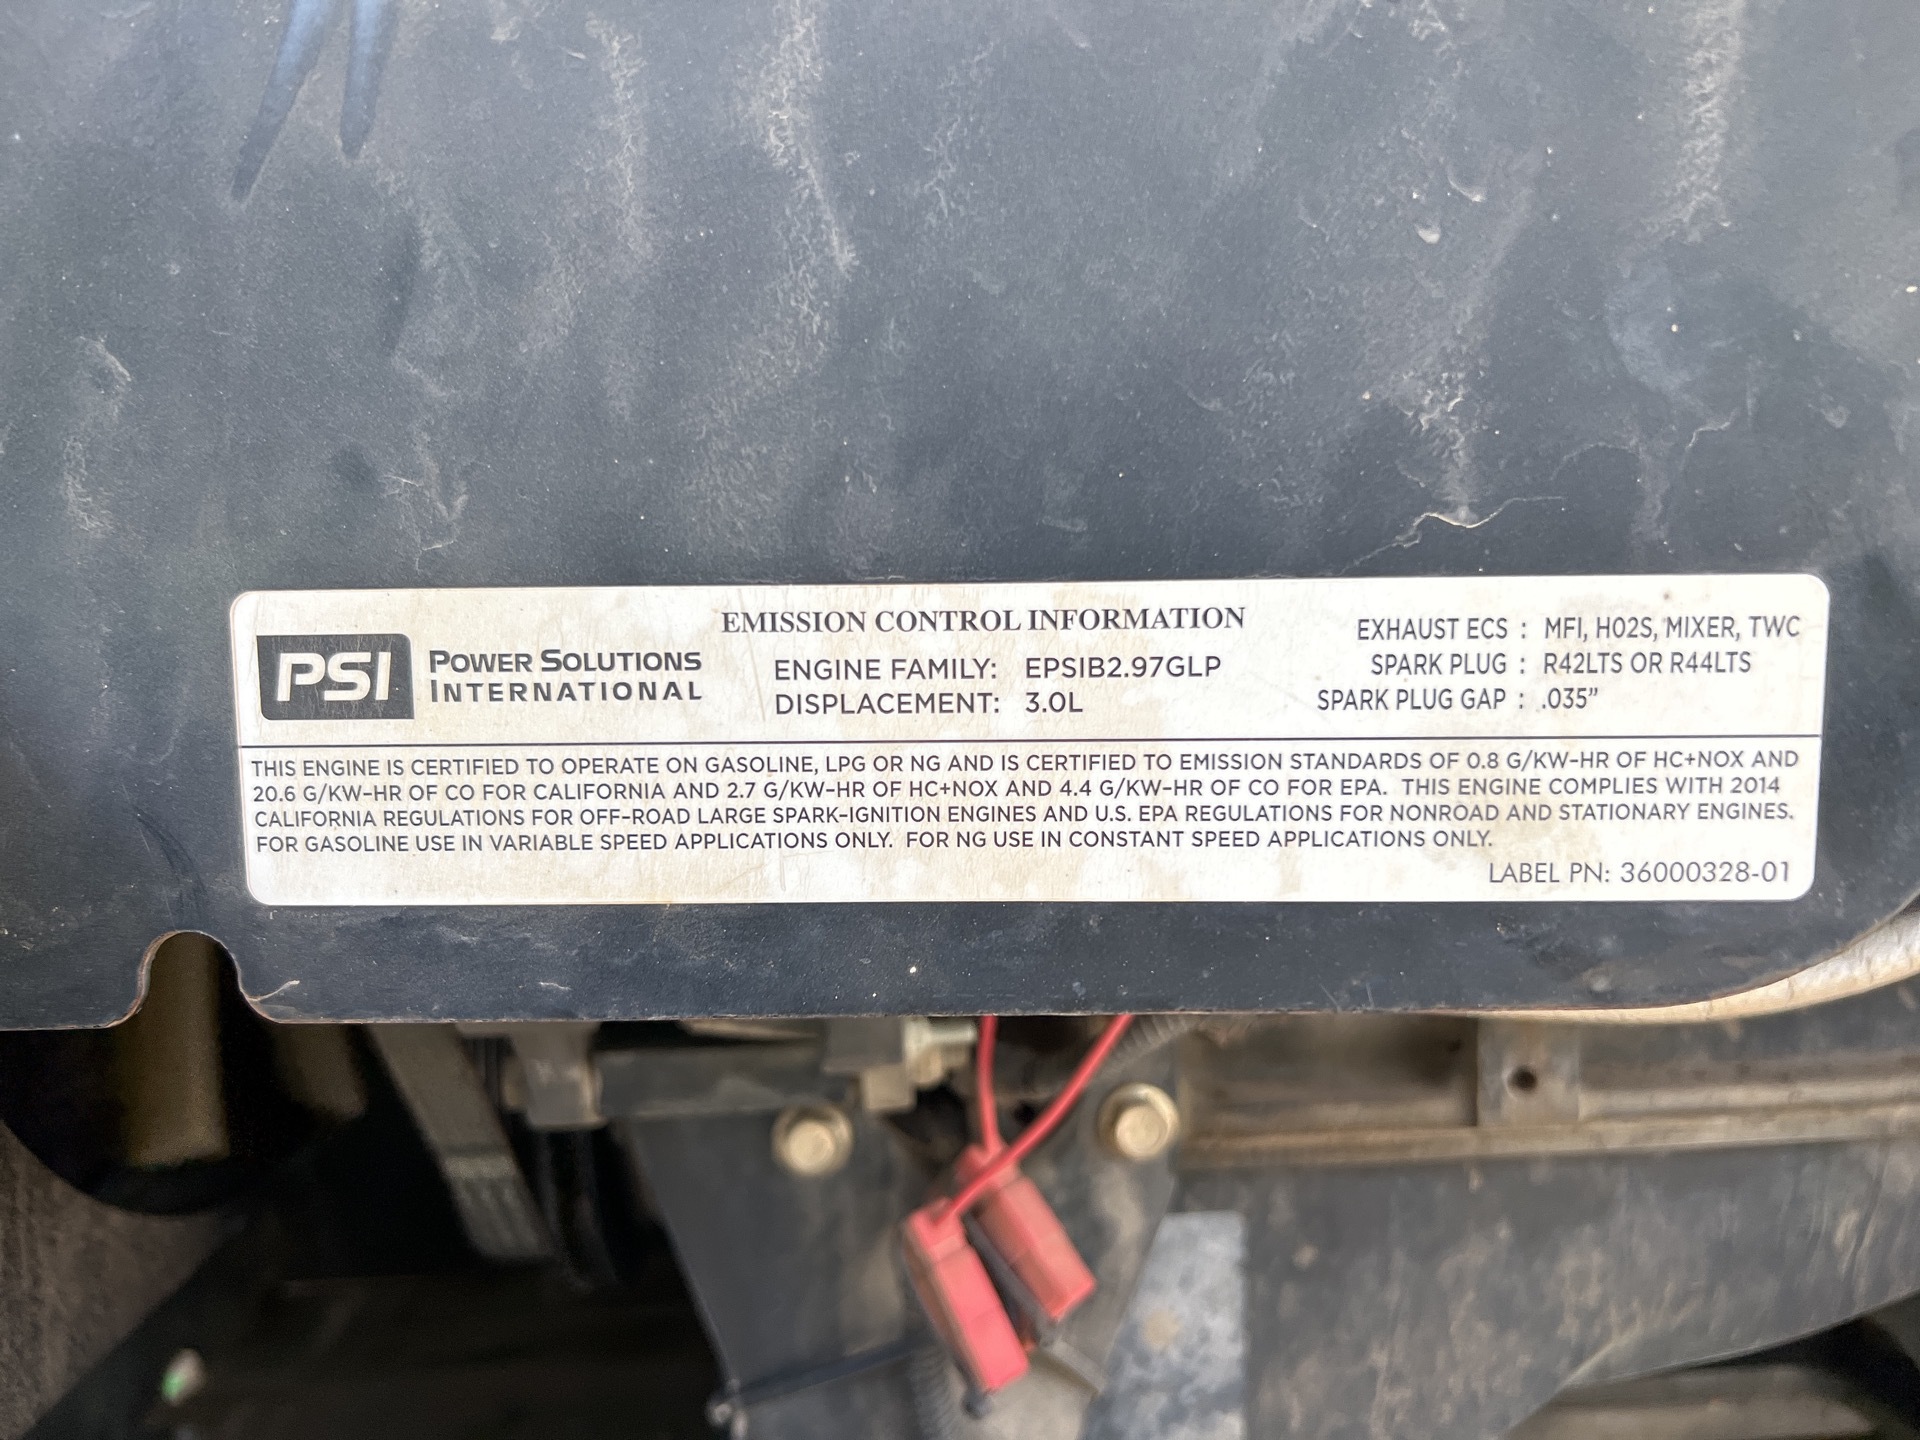 EMISSION CONTROL INFORMATION
PSI POWER SOLUTIONS
INTERNATIONAL
ENGINE FAMILY: EPSIB2.97GLP
DISPLACEMENT: 3.0L
EXHAUST ECS : MFI, H02S, MIXER, TWC
SPARK PLUG : R42LTS OR R44LTS
SPARK PLUG GAP : .035”
THIS ENGINE IS CERTIFIED TO OPERATE ON GASOLINE, LPG OR NG AND IS CERTIFIED TO EMISSION STANDARDS OF 0.8 G/KW-HR OF HC+NOX AND
20.6 G/KW-HR OF CO FOR CALIFORNIA AND 2.7 G/KW-HR OF HC+NOX AND 4.4 G/KW-HR OF CO FOR EPA. THIS ENGINE COMPLIES WITH 2014
CALIFORNIA REGULATIONS FOR OFF-ROAD LARGE SPARK-IGNITION ENGINES AND U.S. EPA REGULATIONS FOR NONROAD AND STATIONARY ENGINES.
FOR GASOLINE USE IN VARIABLE SPEED APPLICATIONS ONLY. FOR NG USE IN CONSTANT SPEED APPLICATIONS ONLY.
LABEL PN: 36000328-01